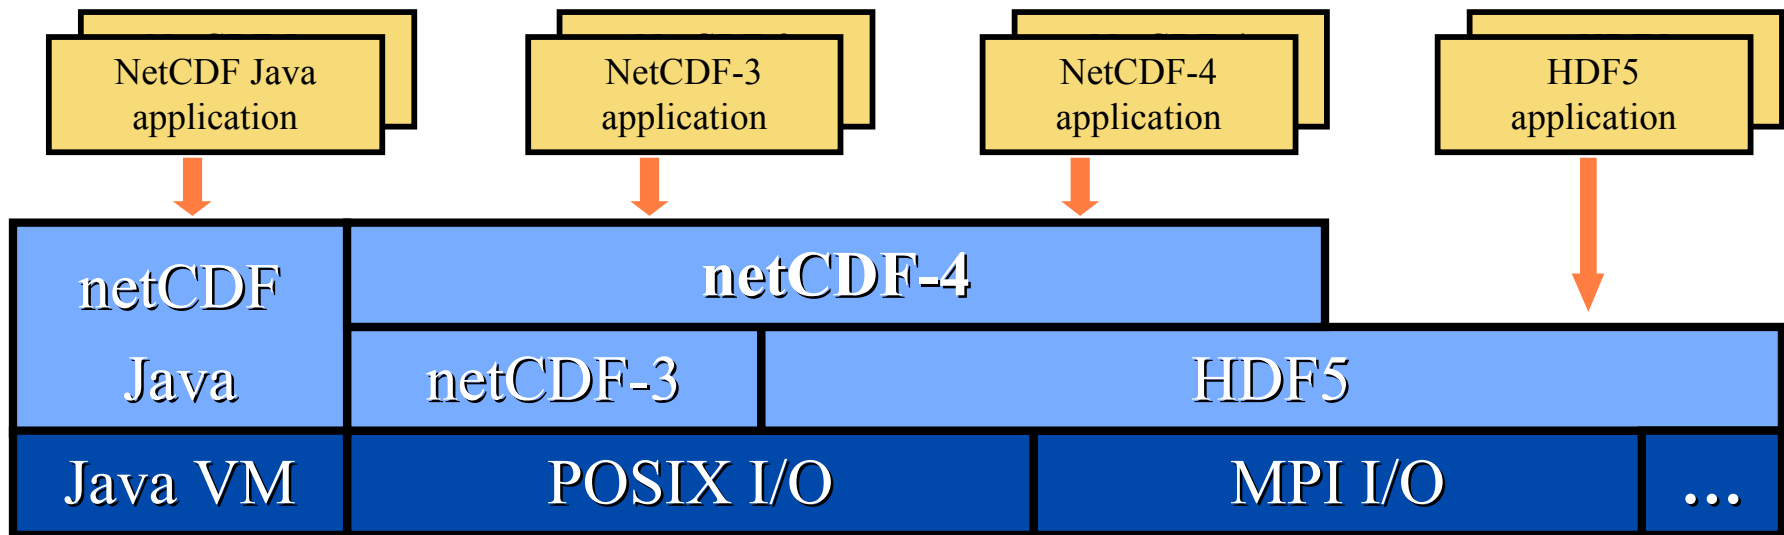 NetCDF Java
application
NetCDF-3
application
NetCDF-4
application
HDF5
application
netCDF
Java
netCDF-4
netCDF-3
HDF5
Java VM
POSIX I/O
MPI I/O
...